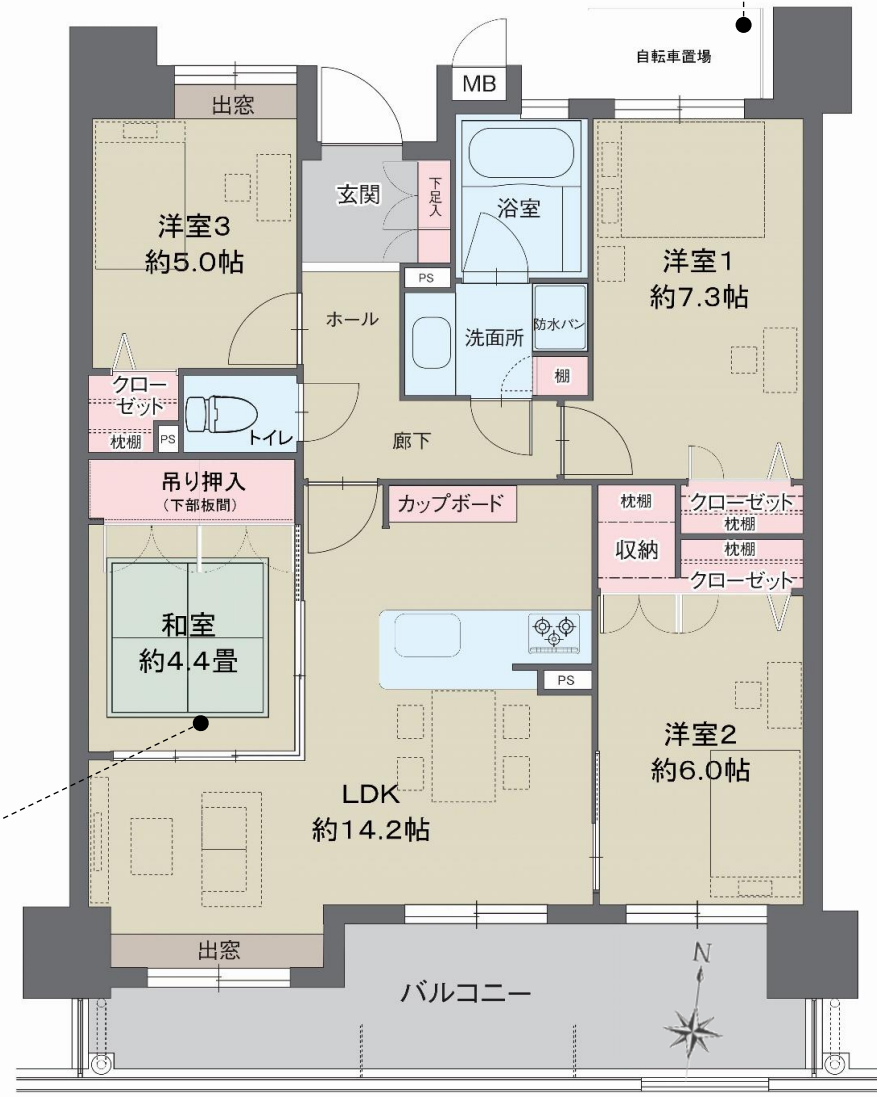 自転車置場
MB
出窓
玄関
下足入
浴室
洋室3
約5.0帖
洋室1
約7.3帖
PS
ホール
洗面所
防水パン
棚
クロー
ゼット
枕棚
PS
トイレ
廊下
吊り押入
（下部板間）
カップボード
枕棚
収納
クローゼット
枕棚
枕棚
クローゼット
和室
約4.4畳
PS
洋室2
約6.0帖
LDK
約14.2帖
出窓
バルコニー
N